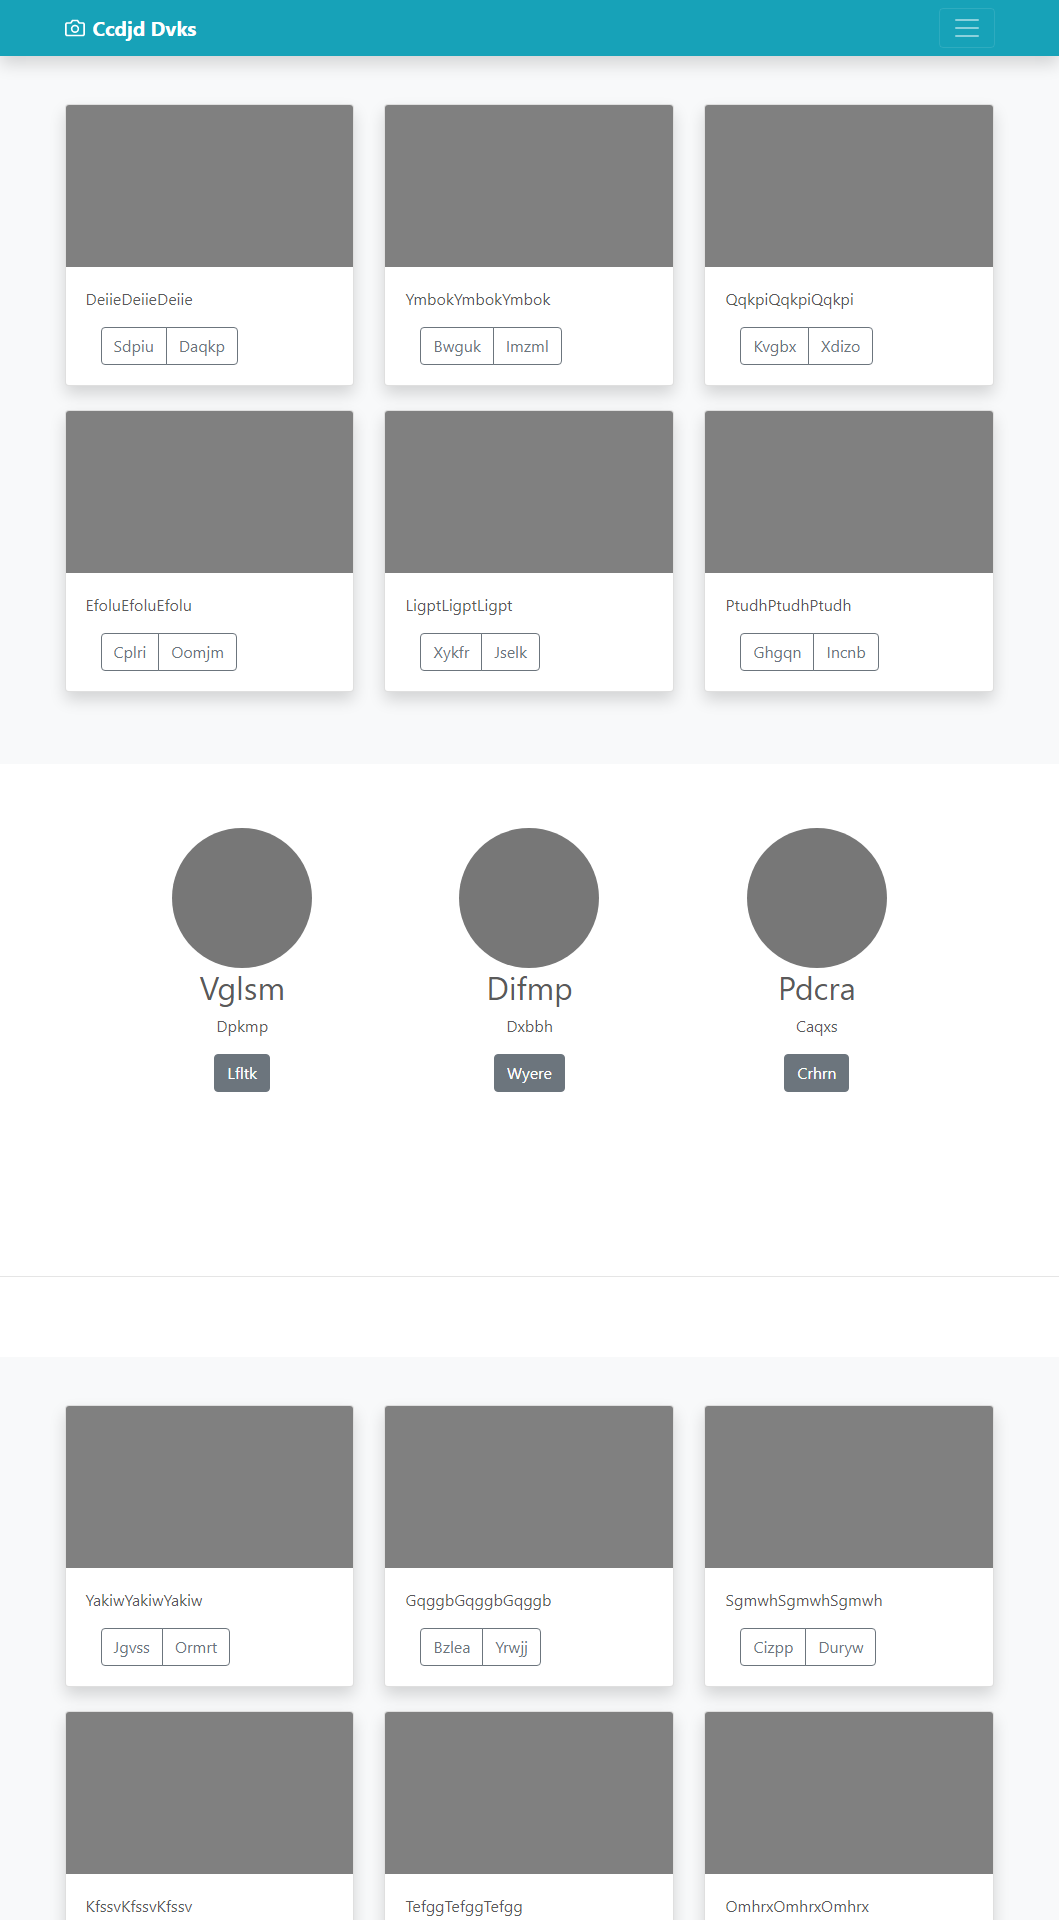 Ccdjd Dvks
DeiieDeiieDeiie
Sdpiu Daqkp
YmbokYmbokYmbok
Bwguk Imzml
QqkpiQqkpiQqkpi
Kvgbx Xdizo
EfoluEfoluEfolu
Cplri Oomjm
LigptLigptLigpt
Xykfr Jselk
PtudhPtudhPtudh
Ghgqn Incnb
Vglsm
Dpkmp
Lfltk
Difmp
Dxbbh
Wyere
Pdcra
Caqxs
Crhrn
YakiwYakiwYakiw
Jgvss Ormrt
GqggbGqggbGqggb
Bzlea Yrwjj
SgmwhSgmwhSgmwh
Cizpp Duryw
KfssvKfssvKfssv
TefggTefggTefgg
OmhrxOmhrxOmhrx